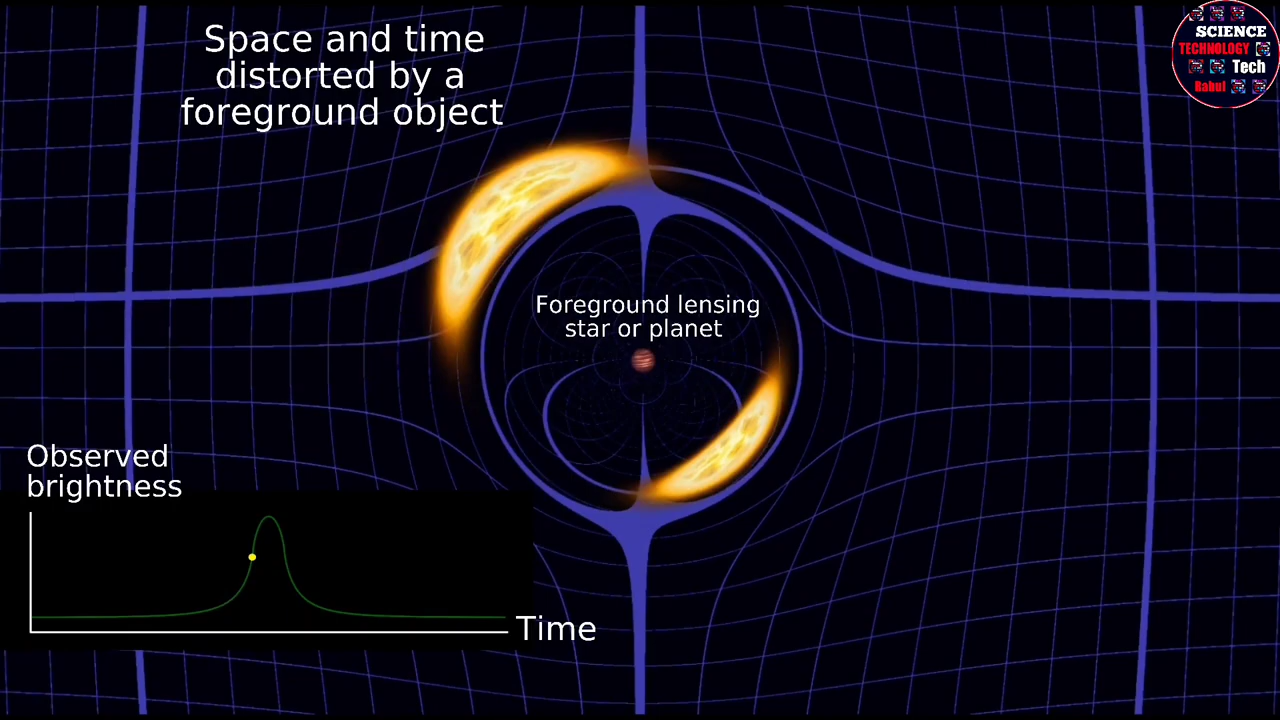 Space and time
distorted by a
foreground object
SCIENCE
TECHNOLOGY
Tech
Babul
Foreground lensing
star or planet
Observed
brightness
Time